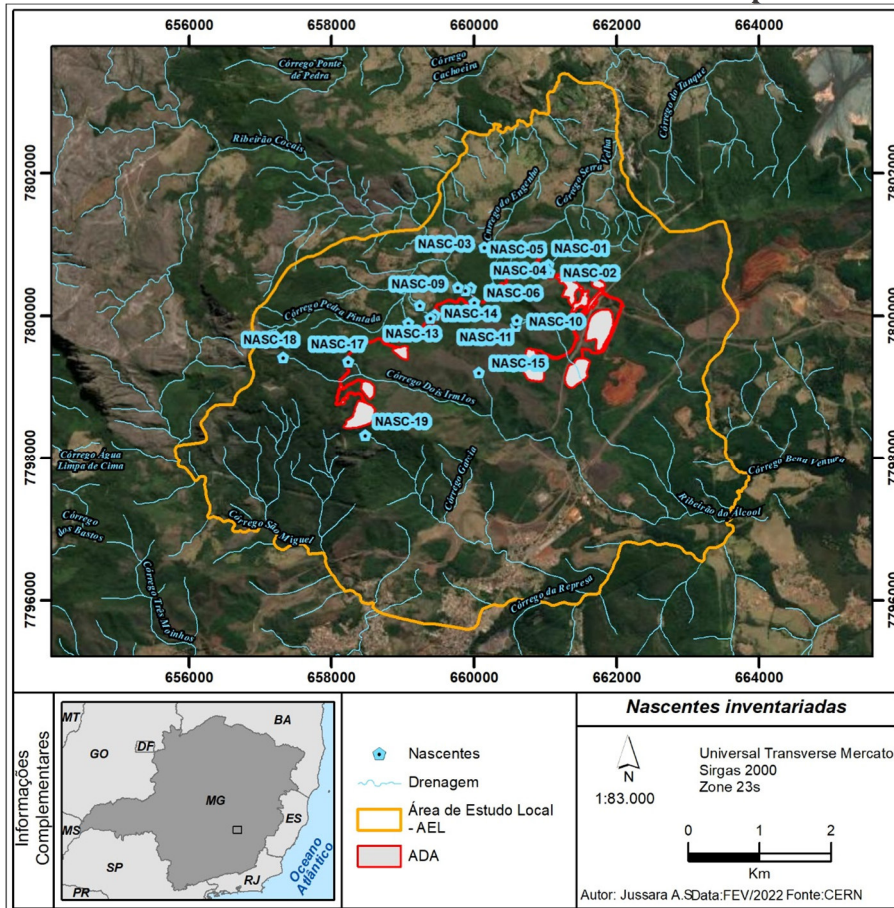 656000
658000
660000
662000
664000
Córrego Ponte
de Pedra
Córrego
Cachoeira
Córrego do Tanque
Ribeirão Cocais
Córrego do Engenho
Córrego Serra Velha
7802000
7802000
NASC-03
NASC-05
NASC-01
NASC-04
NASC-02
NASC-09
NASC-06
7800000
7800000
Córrego Pedra Pintada
NASC-14
NASC-10
NASC-13
NASC-11
NASC-18
NASC-17
NASC-15
Córrego Dois Irmãos
NASC-19
7798000
7798000
Córrego Água
Limpa de Cima
Córrego Garcia
Córrego Bena Ventura
Ribeirão do Álcool
Córrego
dos Bastos
Córrego São Miguel
Córrego da Represa
Córrego Três Moinhos
7796000
7796000
656000
658000
660000
662000
664000
Informações
Complementares
MT
BA
GO
DF
MG
ES
MS
SP
RJ
PR
Oceano
Atlântico
Nascentes
Drenagem
Área de Estudo Local
- AEL
ADA
Nascentes inventariadas
N
1:83.000
Universal Transverse Mercato
Sirgas 2000
Zone 23s
0 1 2
Km
Autor: Jussara A.S Data:FEV/2022 Fonte:CERN